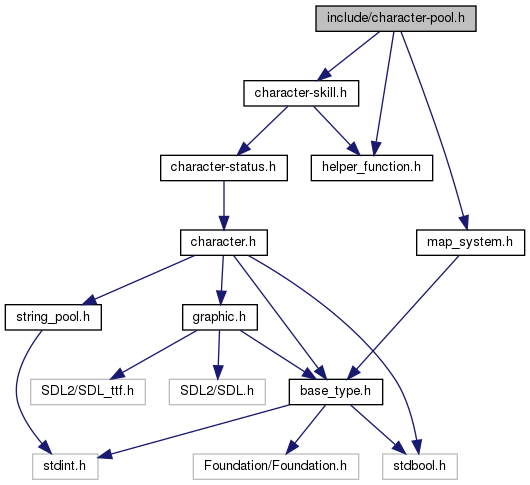 include/character-pool.h
character-skill.h
character-status.h
helper_function.h
character.h
map_system.h
string_pool.h
graphic.h
SDL2/SDL_ttf.h
SDL2/SDL.h
base_type.h
stdint.h
Foundation/Foundation.h
stdbool.h